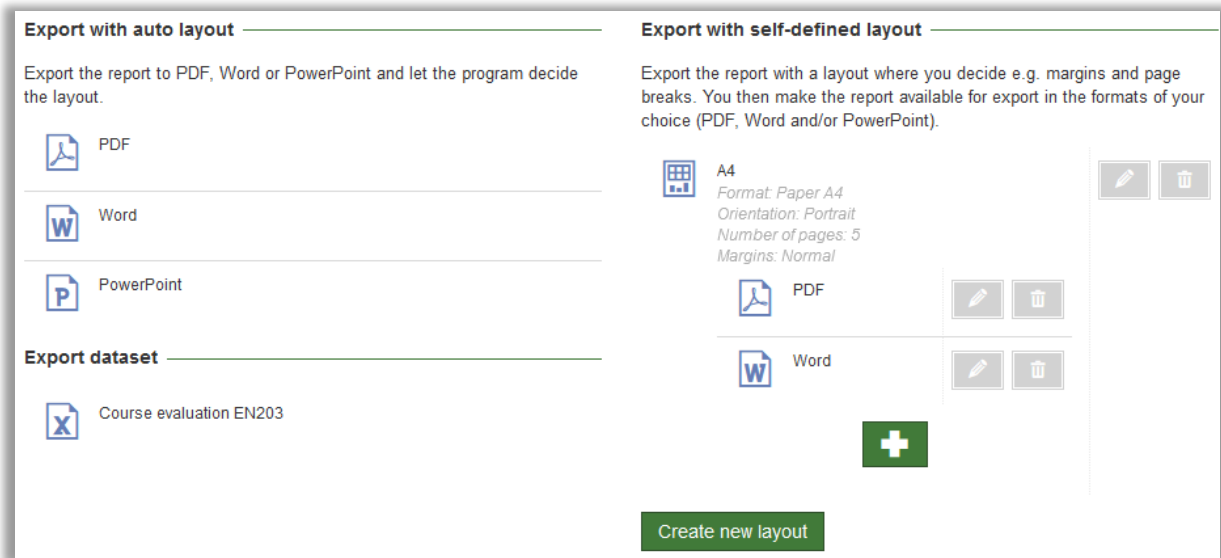 Export with auto layout
Export the report to PDF, Word or PowerPoint and let the program decide
the layout.
PDF
Word
PowerPoint
Export dataset
Course evaluation EN203
Export with self-defined layout
Export the report with a layout where you decide e.g. margins and page
breaks. You then make the report available for export in the formats of your
choice (PDF, Word and/or PowerPoint).
A4
Format: Paper A4
Orientation: Portrait
Number of pages: 5
Margins: Normal
PDF
Word
Create new layout